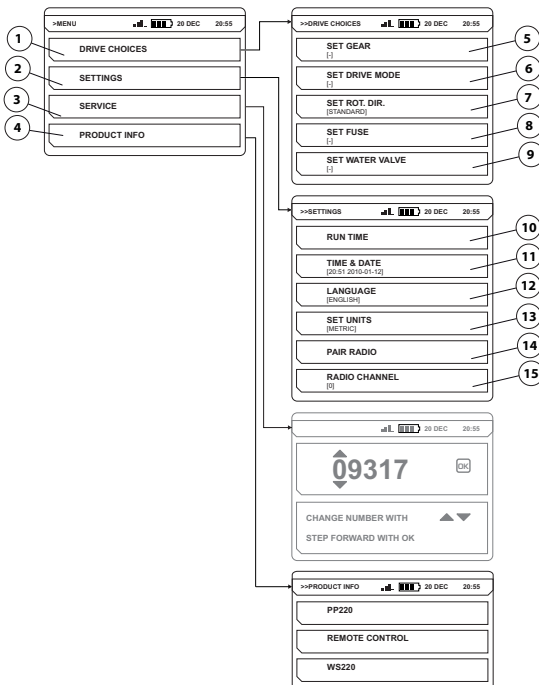 >MENU 20 DEC 20:55
1 DRIVE CHOICES
2 SETTINGS
3 SERVICE
4 PRODUCT INFO
>>DRIVE CHOICES 20 DEC 20:55
SET GEAR 5
[-]
SET DRIVE MODE 6
[-]
SET ROT. DIR. 7
[STANDARD]
SET FUSE 8
[-]
SET WATER VALVE 9
[-]
>>SETTINGS 20 DEC 20:55
RUN TIME 10
TIME & DATE 11
[20:51 2010-01-12]
LANGUAGE 12
[ENGLISH]
SET UNITS 13
[METRIC]
PAIR RADIO 14
RADIO CHANNEL 15
[0]
20 DEC 20:55
09317 OK
CHANGE NUMBER WITH
STEP FORWARD WITH OK
>>PRODUCT INFO 20 DEC 20:55
PP220
REMOTE CONTROL
WS220